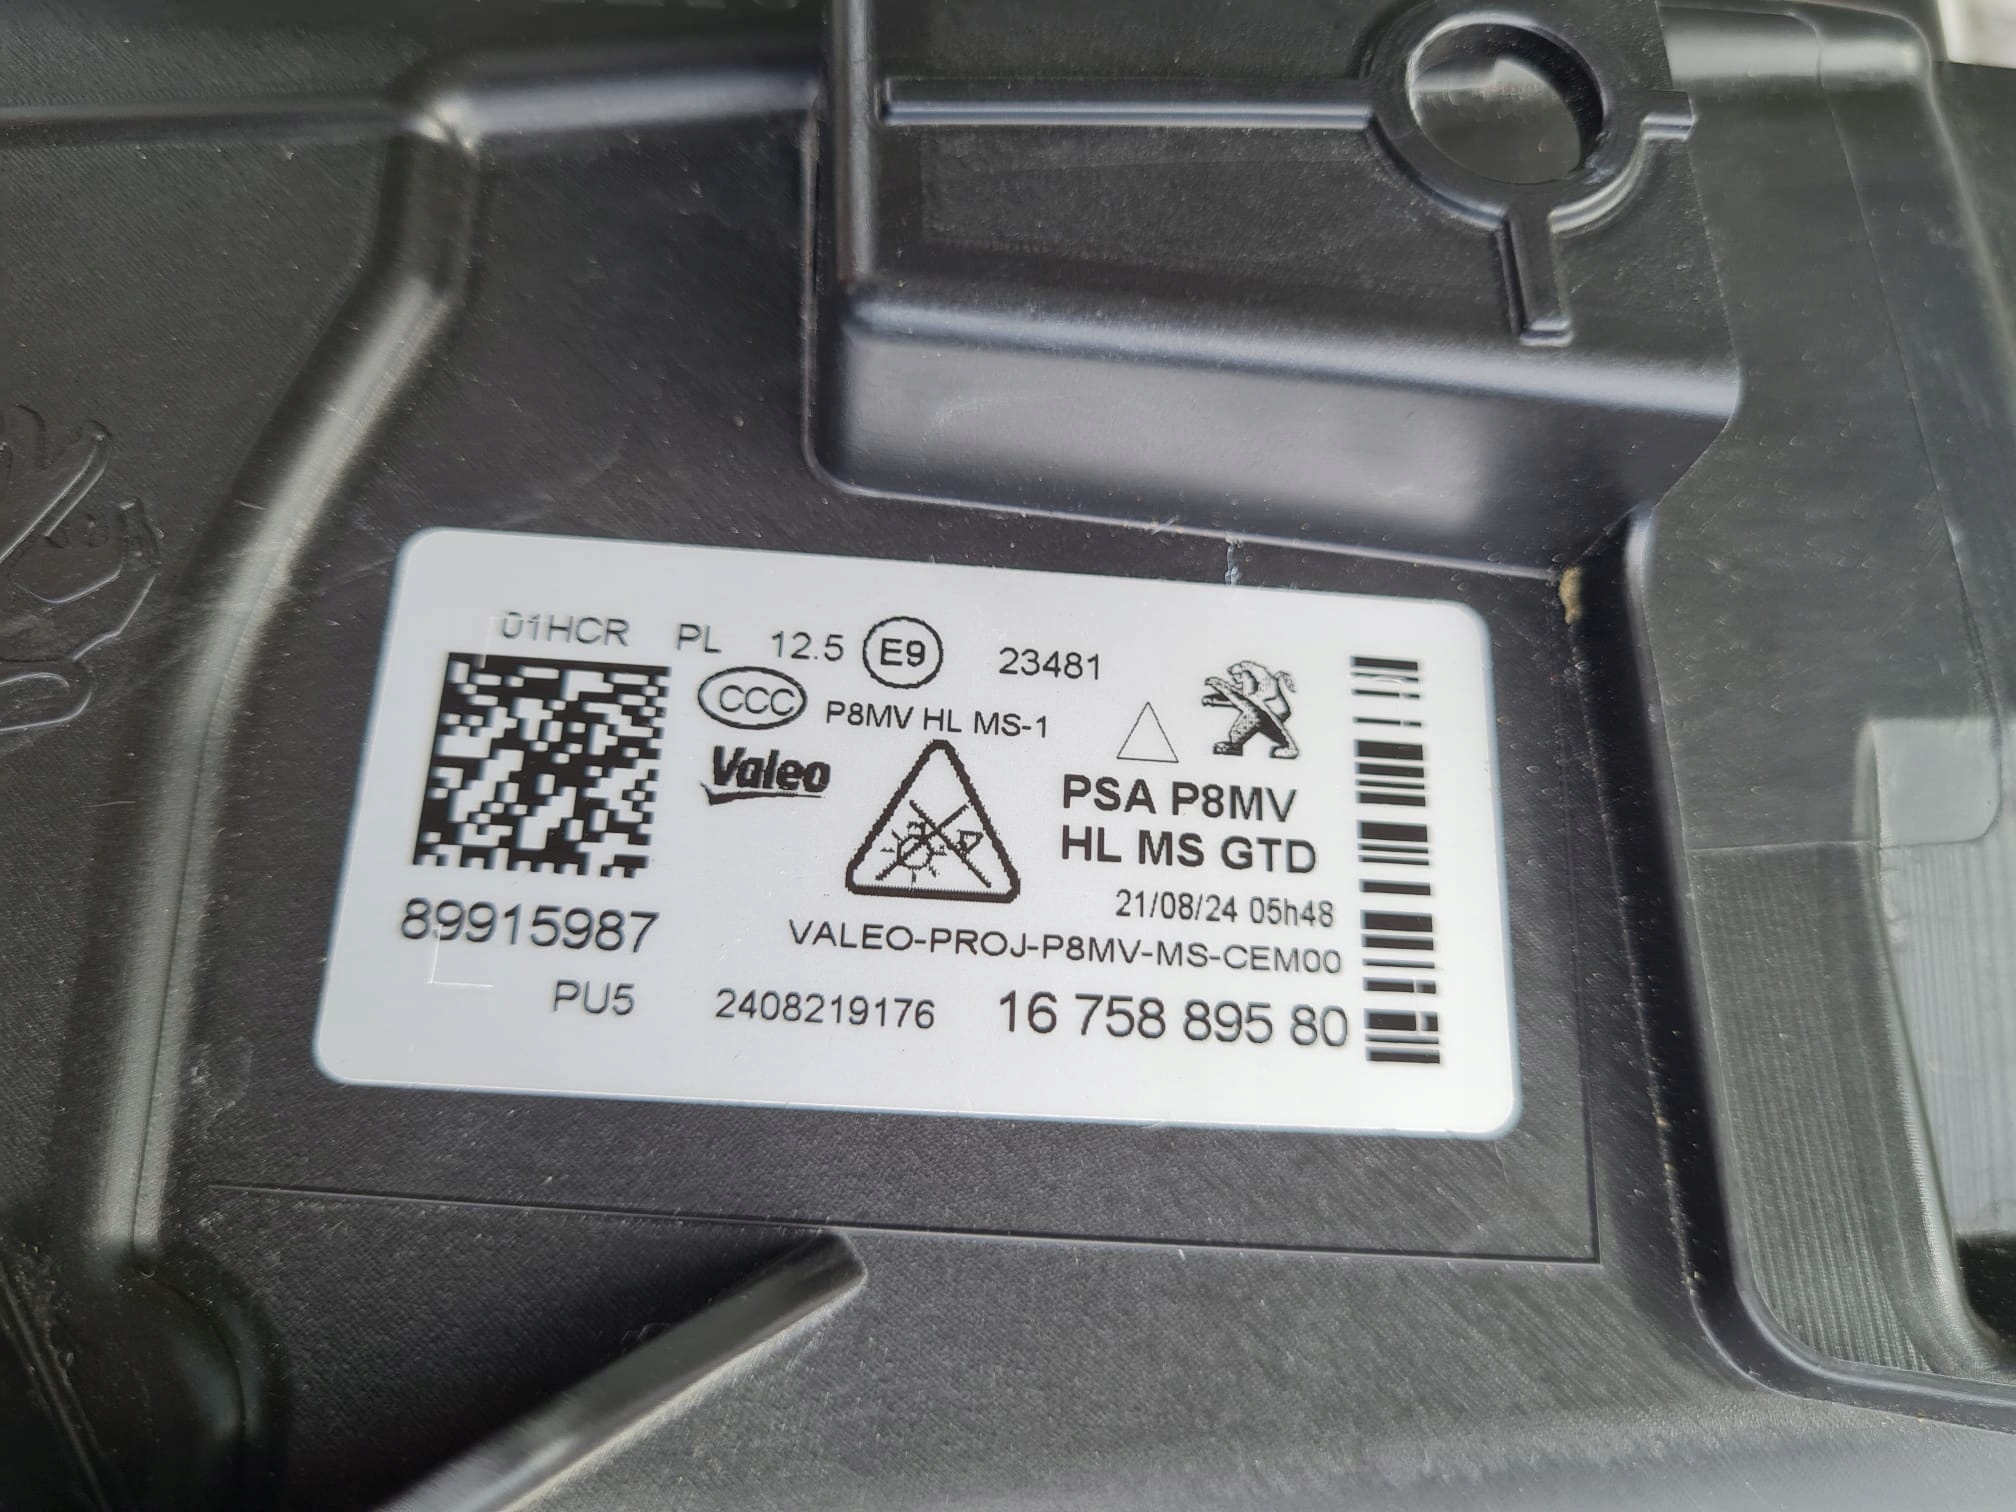 01HCR PL 12.5 E9 23481
CCC P8MV HL MS-1
Valeo
PSA P8MV
HL MS GTD
21/08/24 05h48
89915987
VALEO-PROJ-P8MV-MS-CEM00
PU5 2408219176 16 758 895 80